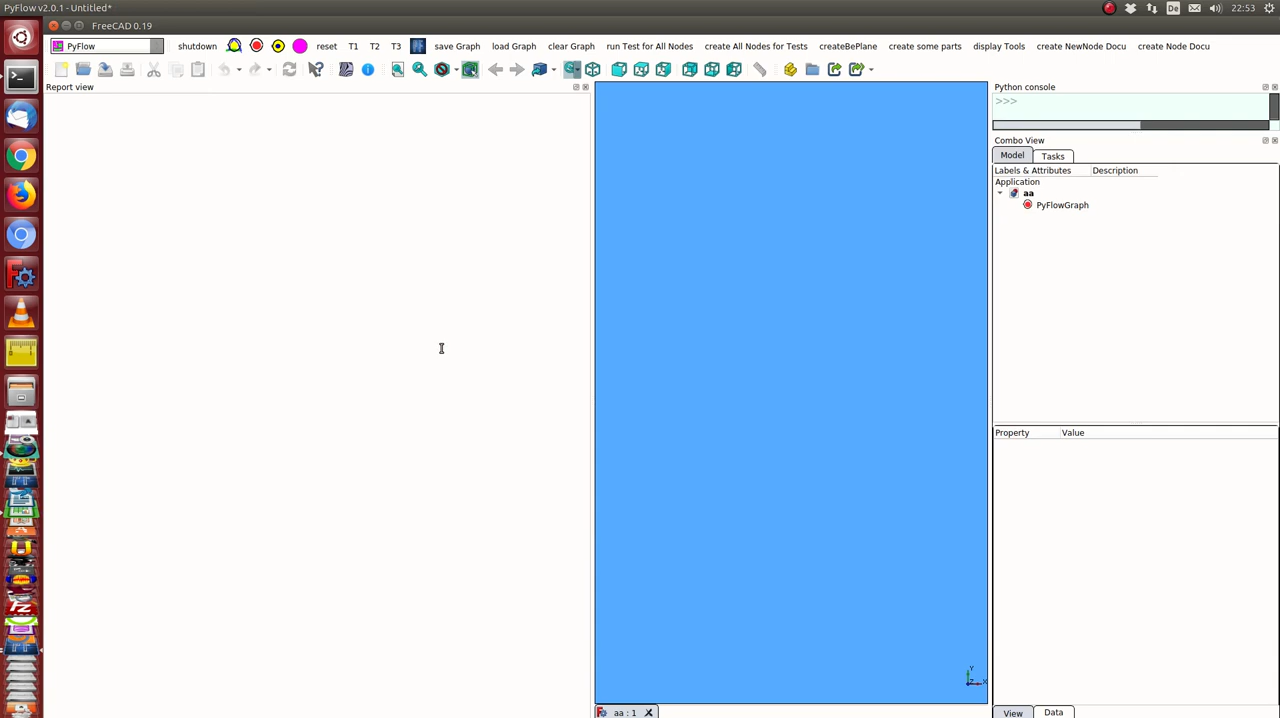 PyFlow v2.0.1 - Untitled*
De
22:53
FreeCAD 0.19
PyFlow
shutdown
reset
T1
T2
T3
save Graph
load Graph
clear Graph
run Test for All Nodes
create All Nodes for Tests
createBePlane
create some parts
display Tools
create NewNode Docu
create Node Docu
Report view
Python console
>>>
Combo View
Model
Tasks
Labels & Attributes
Description
Application
aa
PyFlowGraph
Property
Value
Y
Z
X
aa : 1
View
Data